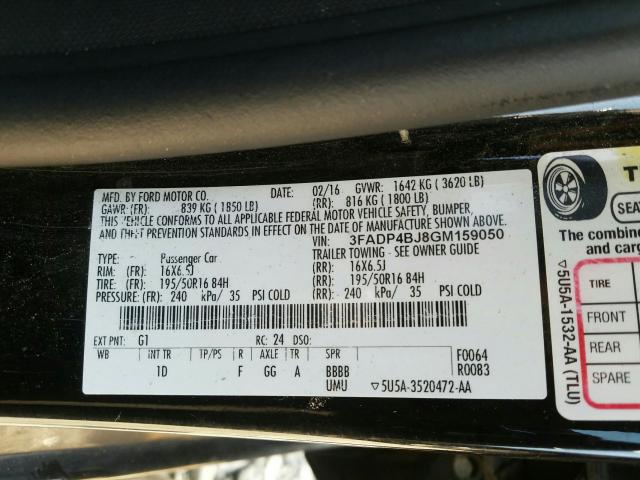 MFD. BY FORD MOTOR CO. DATE: 02/16 GVWR: 1642 KG ( 3620 LB)
GAWR: (FR): 839 KG ( 1850 LB) (RR): 816 KG ( 1800 LB)
THIS VEHICLE CONFORMS TO ALL APPLICABLE FEDERAL MOTOR VEHICLE SAFETY, BUMPER,
AND THEFT PREVENTION STANDARDS IN EFFECT ON THE DATE OF MANUFACTURE SHOWN ABOVE.
VIN: 3FADP4BJ8GM159050
TYPE: Passenger Car TRAILER TOWING - SEE OWNER GUIDE
RIM: (FR): 16X6.5J (RR): 16X6.5J
TIRE: (FR): 195/50R16 84H (RR): 195/50R16 84H
PRESSURE: (FR): 240 kPa/ 35 PSI COLD (RR): 240 kPa/ 35 PSI COLD
EXT PNT: G1 RC: 24 DSO:
WB INT TR TP/PS R AXLE TR SPR F0064
1D F GG A BBBB R0083
UMU ▽5U5A-3520472-AA
T
SEA
The combine
and carg
TIRE
FRONT
REAR
SPARE
▽5U5A-1532-AA (TLU)